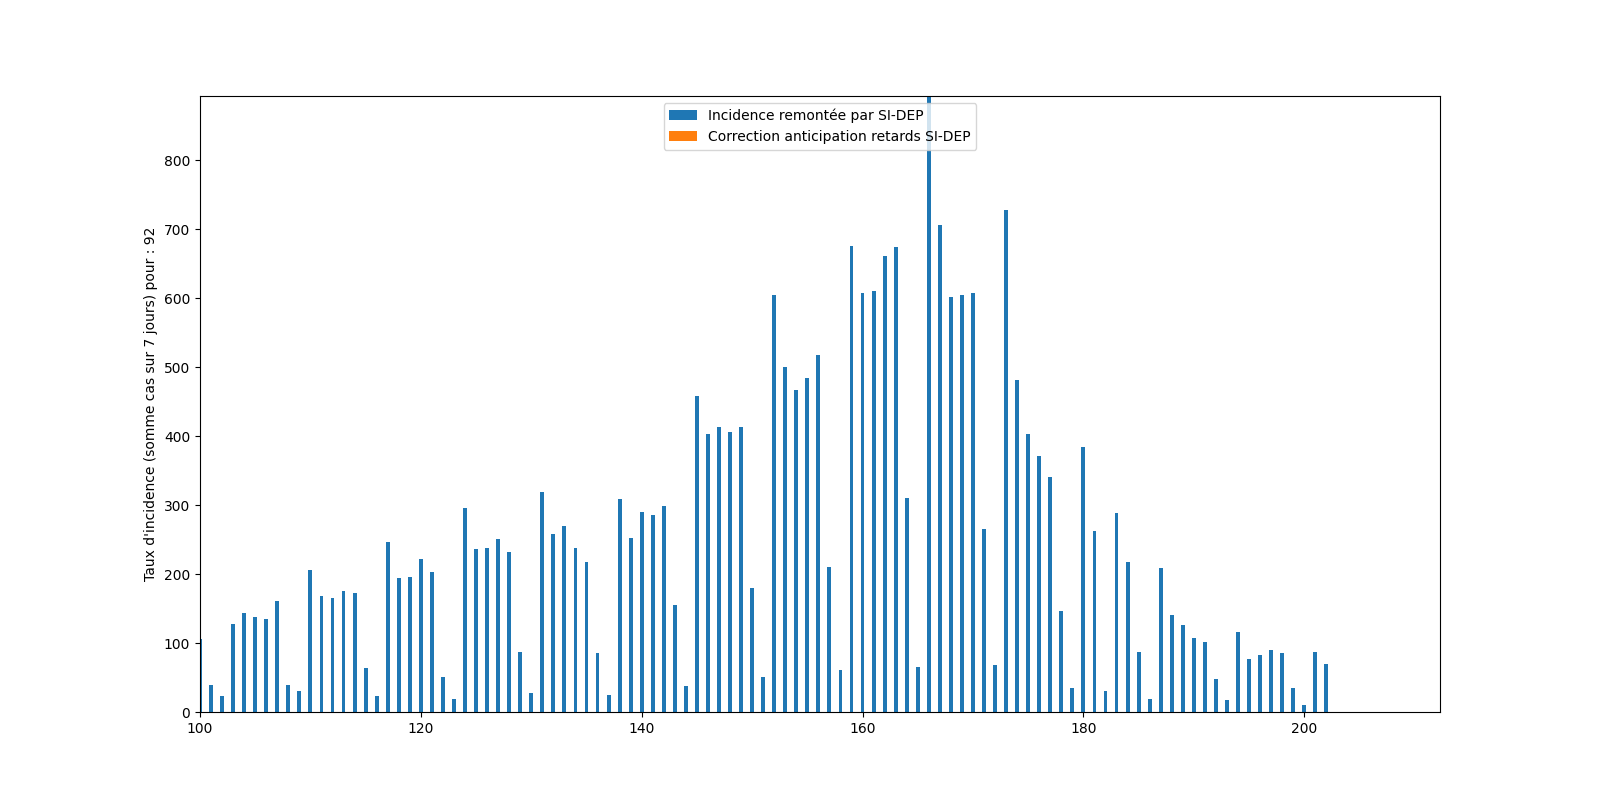 Incidence remontée par SI-DEP
Correction anticipation retards SI-DEP
Taux d'incidence (somme cas sur 7 jours) pour : 92
800
700
600
500
400
300
200
100
0
100 120 140 160 180 200